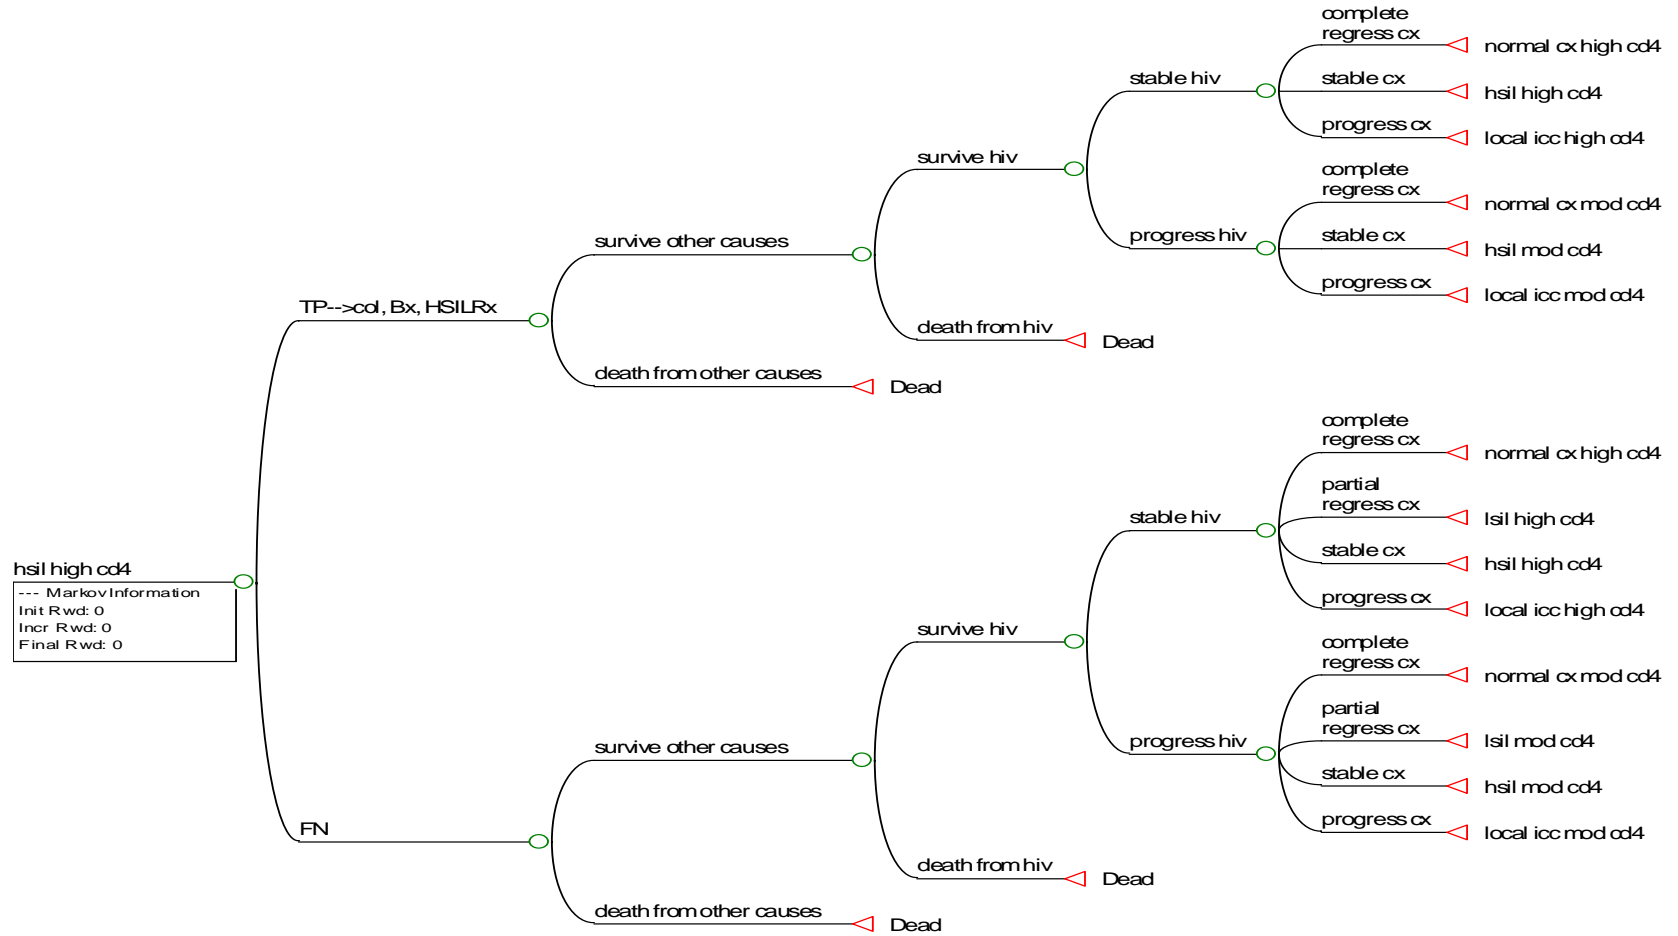 complete
regress cx
normal cx high cd4
stable hiv
stable cx
hsil high cd4
progress cx
local icc high cd4
survive hiv
complete
regress cx
normal cx mod cd4
survive other causes
progress hiv
stable cx
hsil mod cd4
progress cx
local icc mod cd4
TP-->col, Bx, HSILRx
death from hiv
Dead
death from other causes
Dead
complete
regress cx
normal cx high cd4
partial
regress cx
lsil high cd4
stable hiv
stable cx
hsil high cd4
hsil high cd4
--- Markov Information
Init Rwd: 0
Incr Rwd: 0
Final Rwd: 0
progress cx
local icc high cd4
survive hiv
complete
regress cx
normal cx mod cd4
partial
regress cx
lsil mod cd4
survive other causes
progress hiv
stable cx
hsil mod cd4
FN
progress cx
local icc mod cd4
death from hiv
Dead
death from other causes
Dead